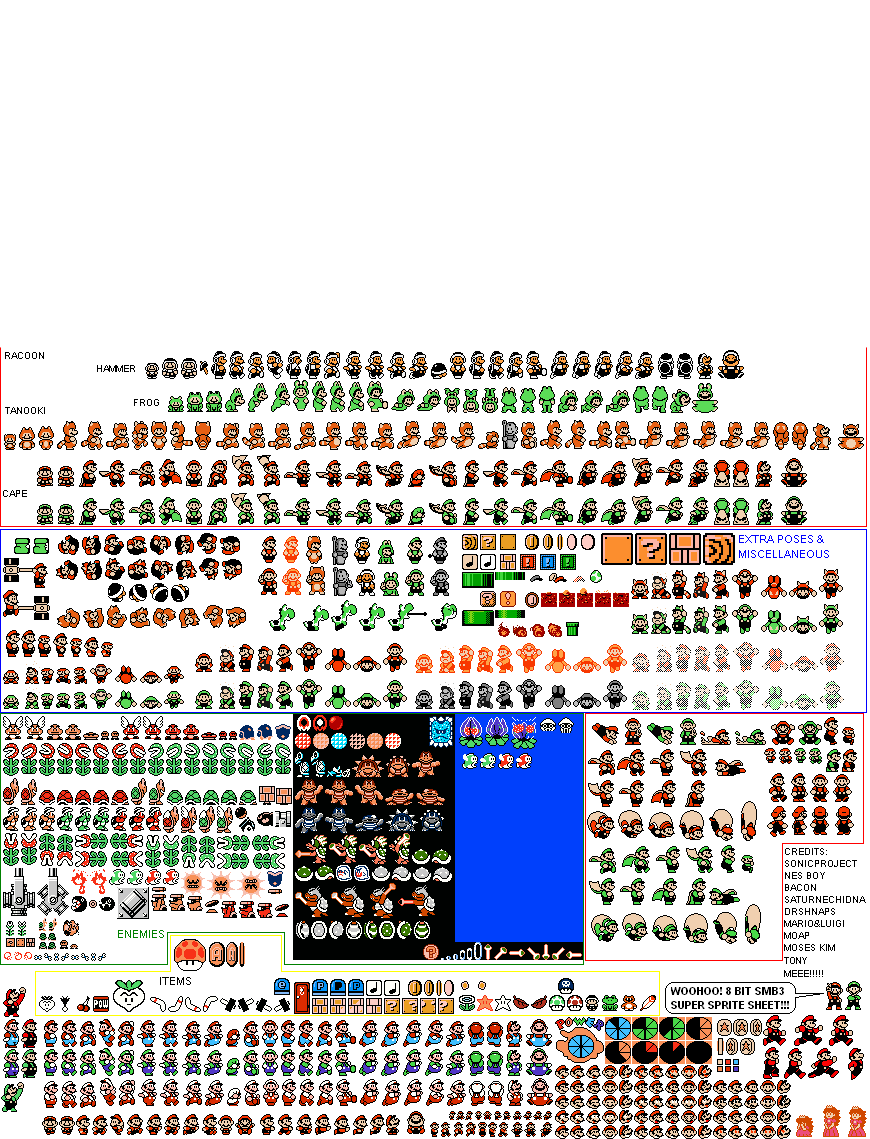 RACOON
HAMMER
FROG
TANOOKI
CAPE
EXTRA POSES &
MISCELLANEOUS
ENEMIES
ITEMS
CREDITS:
SONICPROJECT
NES BOY
BACON
SATURNECHIDNA
DRSHNAPS
MARIO&LUIGI
MOAP
MOSES KIM
TONY
MEEE!!!!!
WOOHOO! 8 BIT SMB3
SUPER SPRITE SHEET!!!
POWER